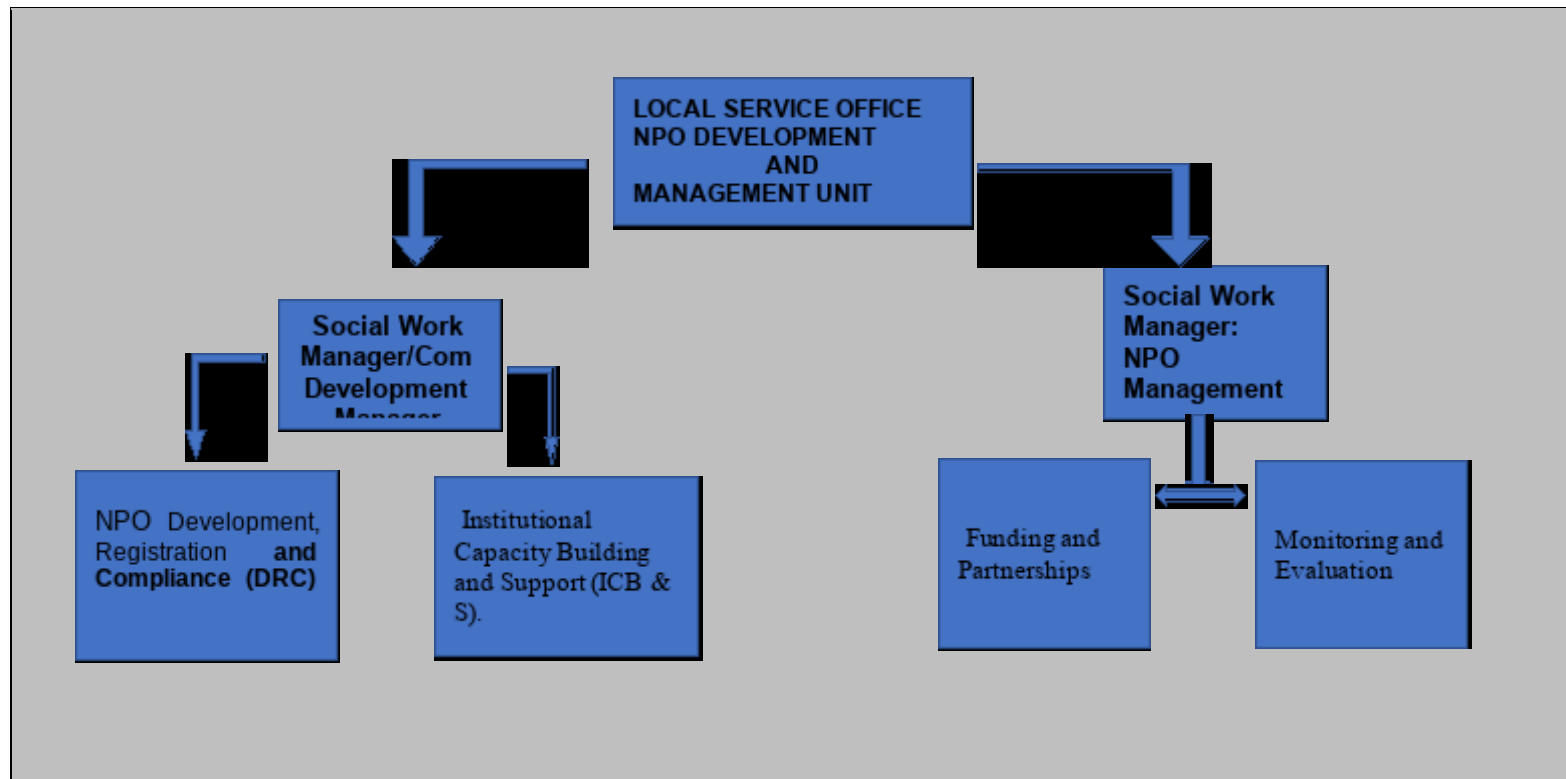 LOCAL SERVICE OFFICE
NPO DEVELOPMENT
AND
MANAGEMENT UNIT
Social Work
Manager/Com
Development
Manager
Social Work
Manager:
NPO
Management
NPO Development,
Registration and
Compliance (DRC)
Institutional
Capacity Building
and Support (ICB &
S).
Funding and
Partnerships
Monitoring and
Evaluation